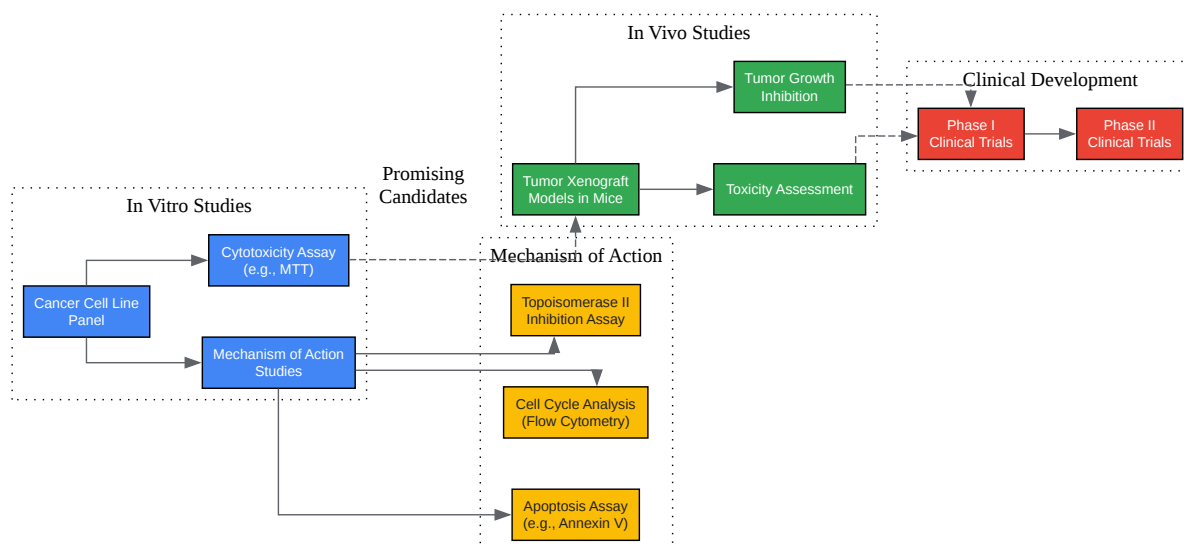 In Vitro Studies
Cancer Cell Line
Panel
Cytotoxicity Assay
(e.g., MTT)
Mechanism of Action
Studies
Promising
Candidates
In Vivo Studies
Tumor Xenograft
Models in Mice
Tumor Growth
Inhibition
Toxicity Assessment
Mechanism of Action
Topoisomerase II
Inhibition Assay
Cell Cycle Analysis
(Flow Cytometry)
Apoptosis Assay
(e.g., Annexin V)
Clinical Development
Phase I
Clinical Trials
Phase II
Clinical Trials